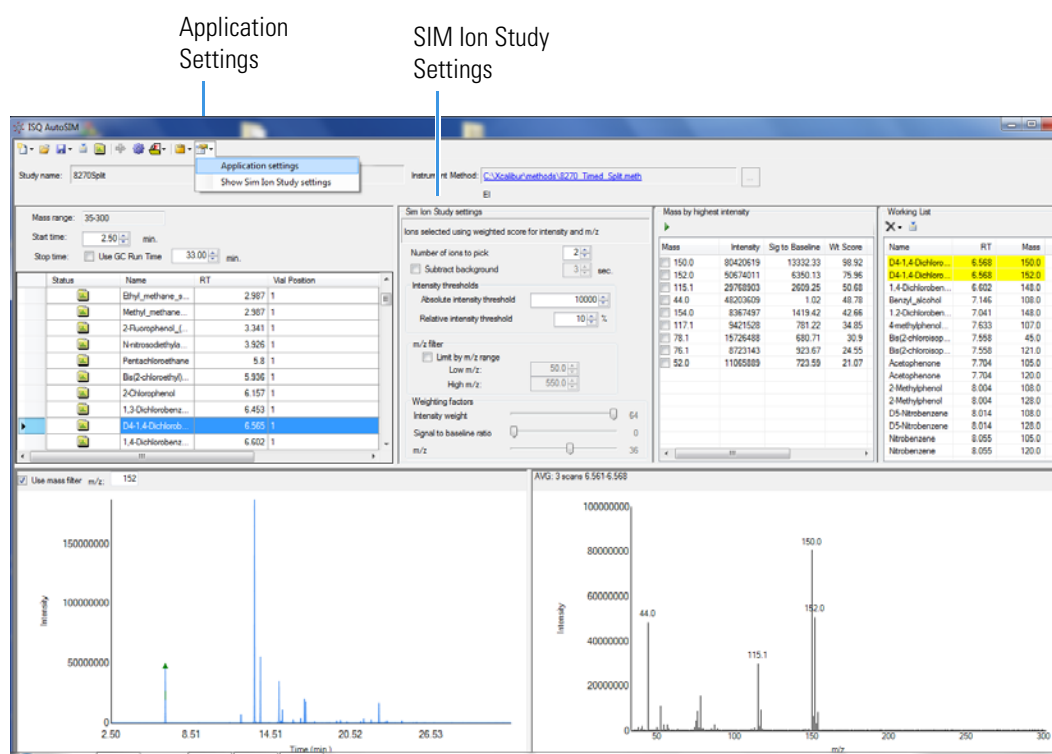 Application
Settings
SIM Ion Study
Settings
ISQ AutoSIM
Application settings
Show Sim Ion Study settings
Study name: 8270Split
Instrument Method: C:\Xcalibur\methods\8270_Timed_Split.meth ...
EI
Mass range: 35-300
Start time: 2.50 min.
Stop time: Use GC Run Time 33.00 min.
Status Name RT Vial Position
Ethyl_methane_s... 2.987 1
Methyl_methane... 2.987 1
2-Fluorophenol_(... 3.341 1
N-nitrosodiethyla... 3.926 1
Pentachloroethane 5.8 1
Bis(2-chloroethyl)... 5.936 1
2-Chlorophenol 6.157 1
1,3-Dichlorobenz... 6.453 1
D4-1,4-Dichlorob... 6.565 1
1,4-Dichlorobenz... 6.602 1
Sim Ion Study settings
Ions selected using weighted score for intensity and m/z
Number of ions to pick 2
Subtract background 3 sec.
Intensity thresholds
Absolute intensity threshold 10000
Relative intensity threshold 10 %
m/z filter
Limit by m/z range
Low m/z: 50.0
High m/z: 550.0
Weighting factors
Intensity weight 64
Signal to baseline ratio 0
m/z 36
Mass by highest intensity
Mass Intensity Sig to Baseline Wt Score
150.0 80420619 13332.33 98.92
152.0 50674011 6350.13 75.96
115.1 29768903 2609.25 50.68
44.0 48203609 1.02 48.78
154.0 8367497 1419.42 42.66
117.1 9421528 781.22 34.85
78.1 15726488 680.71 30.9
76.1 8723143 923.67 24.55
52.0 11065889 723.59 21.07
Working List
Name RT Mass
D4-1,4-Dichloro... 6.568 150.0
D4-1,4-Dichloro... 6.568 152.0
1,4-Dichloroben... 6.602 148.0
Benzyl_alcohol 7.146 108.0
1,2-Dichloroben... 7.041 148.0
4-methylphenol... 7.633 107.0
Bis(2-chloroisop... 7.558 45.0
Bis(2-chloroisop... 7.558 121.0
Acetophenone 7.704 105.0
Acetophenone 7.704 120.0
2-Methylphenol 8.004 108.0
2-Methylphenol 8.004 128.0
D5-Nitrobenzene 8.014 108.0
D5-Nitrobenzene 8.014 128.0
Nitrobenzene 8.055 105.0
Nitrobenzene 8.055 120.0
Use mass filter m/z: 152
150000000
100000000
50000000
0
Intensity
2.50 8.51 14.51 20.52 26.53
Time (min.)
AVG: 3 scans 6.561-6.568
100000000
80000000
60000000
40000000
20000000
0
Intensity
150.0
152.0
44.0
115.1
50 100 150 200 250 300
m/z